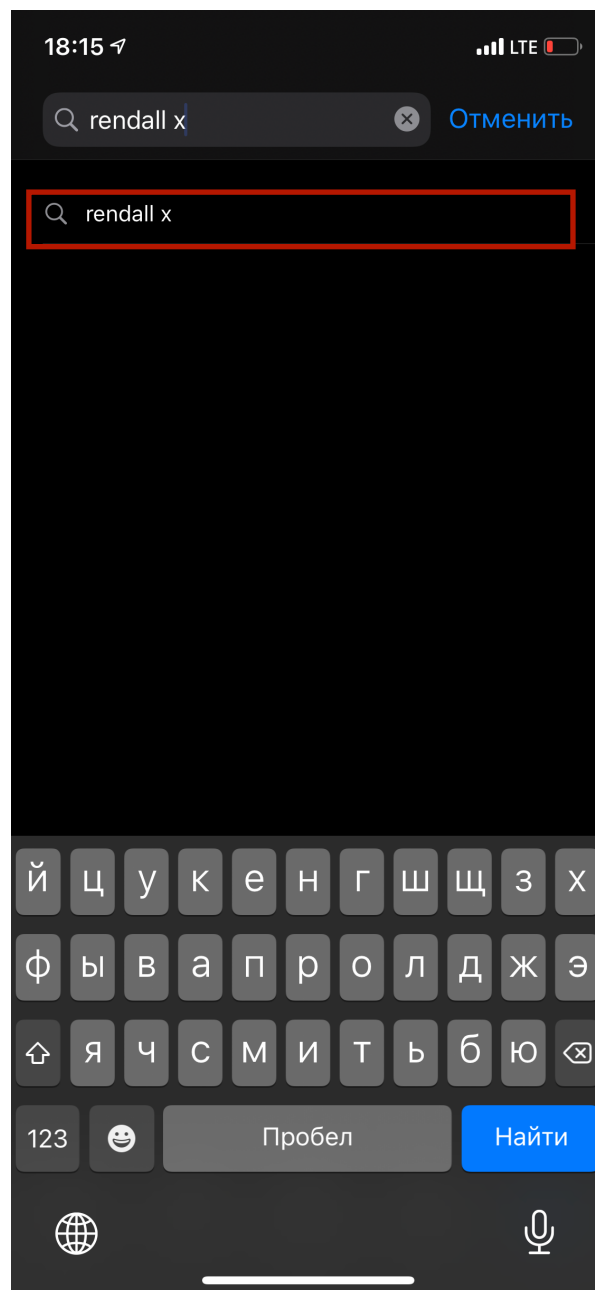 18:15 LTE
rendall x Отменить
rendall x
й ц у к е н г ш щ з х
ф ы в а п р о л д ж э
я ч с м и т ь б ю
123 Пробел Найти